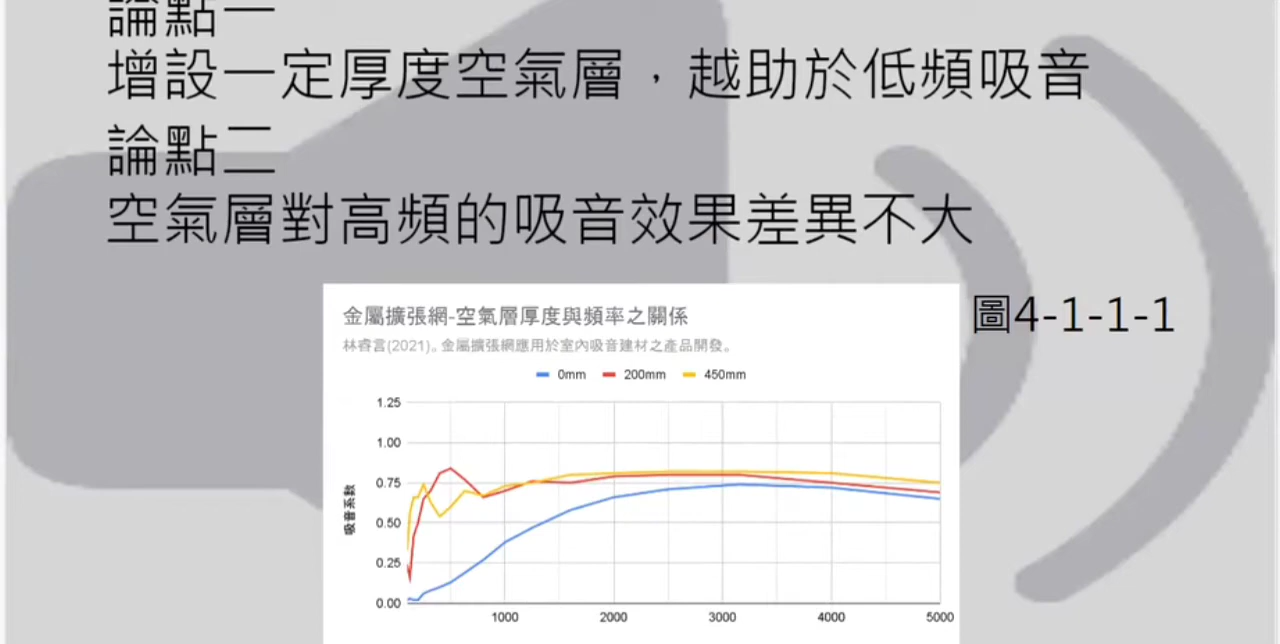 論點一
增設一定厚度空氣層，越助於低頻吸音
論點二
空氣層對高頻的吸音效果差異不大
圖4-1-1-1
金屬擴張網-空氣層厚度與頻率之關係
林睿言(2021)。金屬擴張網應用於室內吸音建材之產品開發。
0mm 200mm 450mm
吸音系數
1.25
1.00
0.75
0.50
0.25
0.00
1000 2000 3000 4000 5000